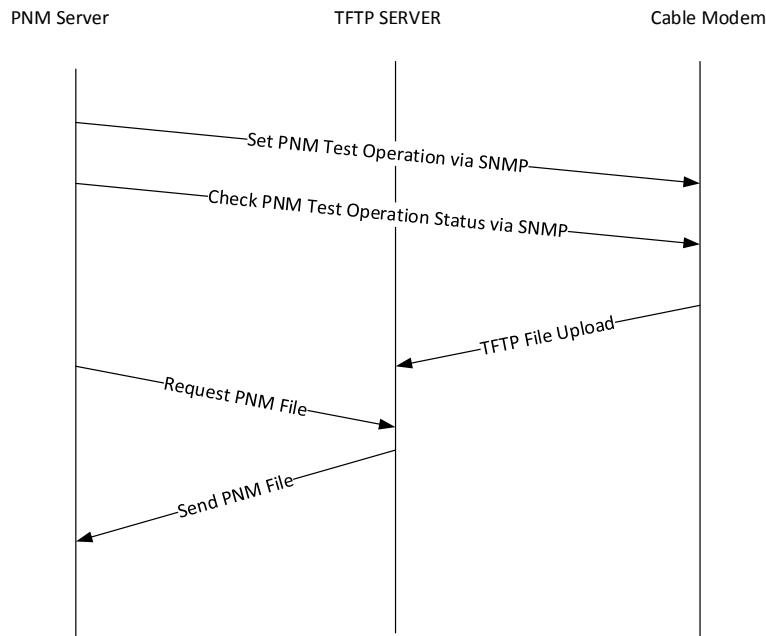 PNM Server
TFTP SERVER
Cable Modem
Set PNM Test Operation via SNMP
Check PNM Test Operation Status via SNMP
TFTP File Upload
Request PNM File
Send PNM File